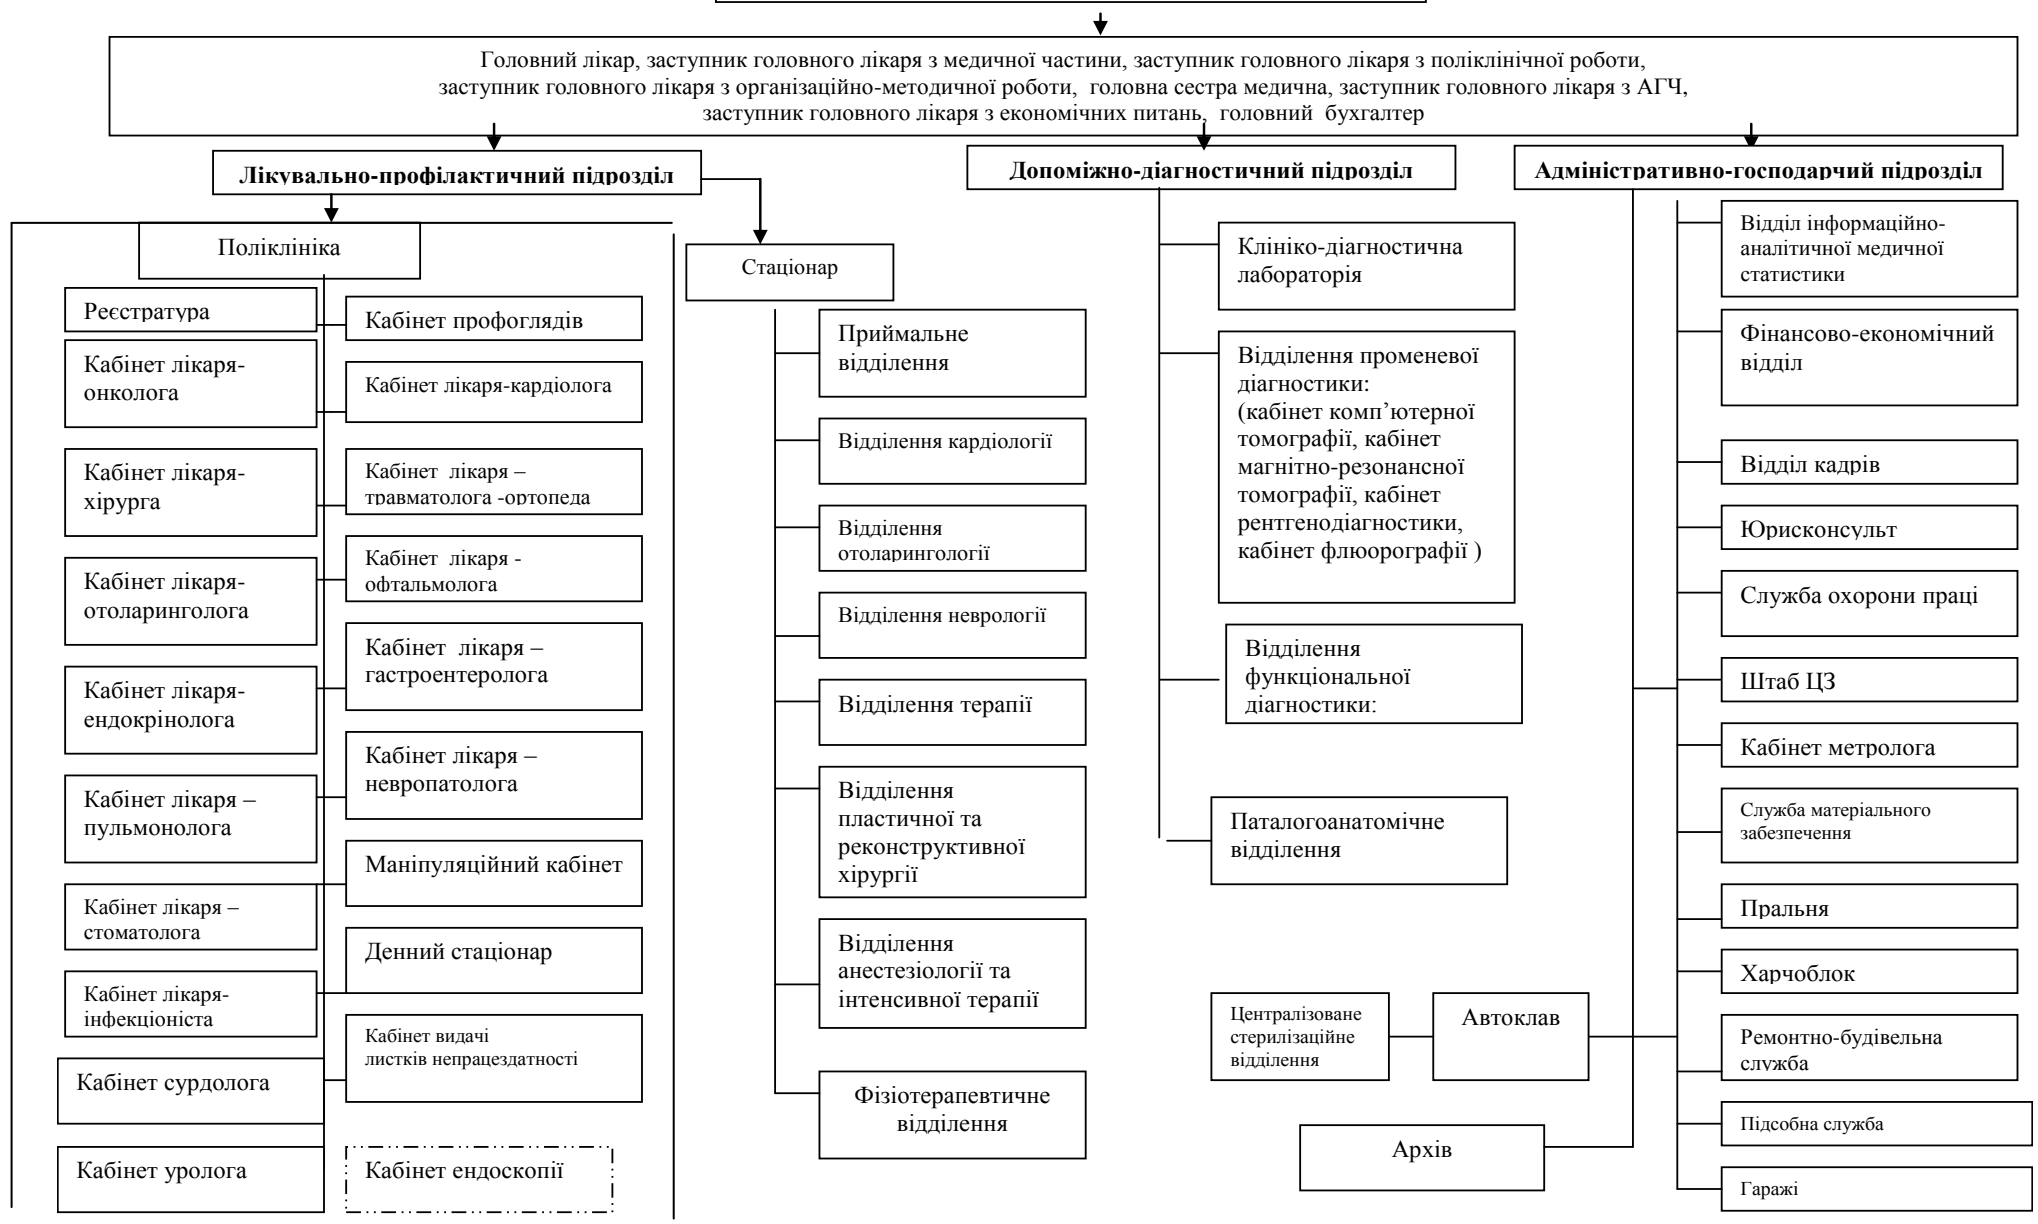 Головний лікар, заступник головного лікаря з медичної частини, заступник головного лікаря з поліклінічної роботи,
заступник головного лікаря з організаційно-методичної роботи, головна сестра медична, заступник головного лікаря з АГЧ,
заступник головного лікаря з економічних питань, головний бухгалтер
Лікувально-профілактичний підрозділ
Поліклініка
Реєстратура
Кабінет лікаря-
онколога
Кабінет лікаря-
хірурга
Кабінет лікаря-
отоларинголога
Кабінет лікаря-
ендокрінолога
Кабінет лікаря –
пульмонолога
Кабінет лікаря –
стоматолога
Кабінет лікаря-
інфекціоніста
Кабінет сурдолога
Кабінет уролога
Кабінет профоглядів
Кабінет лікаря-кардіолога
Кабінет лікаря –
травматолога -ортопеда
Кабінет лікаря -
офтальмолога
Кабінет лікаря –
гастроентеролога
Кабінет лікаря –
невропатолога
Маніпуляційний кабінет
Денний стаціонар
Кабінет видачі
листків непрацездатності
Кабінет ендоскопії
Стаціонар
Приймальне
відділення
Відділення кардіології
Відділення
отоларингології
Відділення неврології
Відділення терапії
Відділення
пластичної та
реконструктивної
хірургії
Відділення
анестезіології та
інтенсивної терапії
Фізіотерапевтичне
відділення
Допоміжно-діагностичний підрозділ
Клініко-діагностична
лабораторія
Відділення променевої
діагностики:
(кабінет комп’ютерної
томографії, кабінет
магнітно-резонансної
томографії, кабінет
рентгенодіагностики,
кабінет флюорографії )
Відділення
функціональної
діагностики:
Паталогоанатомічне
відділення
Адміністративно-господарчий підрозділ
Централізоване
стерилізаційне
відділення
Автоклав
Архів
Відділ інформаційно-
аналітичної медичної
статистики
Фінансово-економічний
відділ
Відділ кадрів
Юрисконсульт
Служба охорони праці
Штаб ЦЗ
Кабінет метролога
Служба матеріального
забезпечення
Пральня
Харчоблок
Ремонтно-будівельна
служба
Підсобна служба
Гаражі